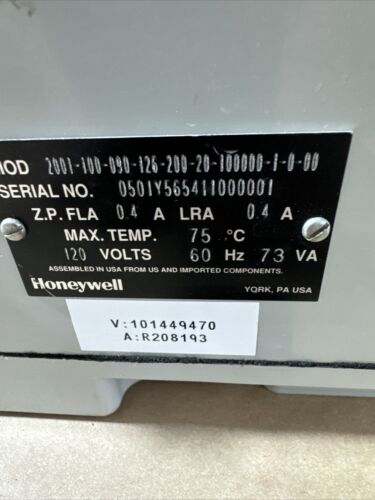 MOD 2001-100-090-126-200-20-100000-1-0-00
SERIAL NO. 0501Y565411000001
Z.P. FLA 0.4 A LRA 0.4 A
MAX. TEMP. 75 °C
120 VOLTS 60 Hz 73 VA
ASSEMBLED IN USA FROM US AND IMPORTED COMPONENTS.
Honeywell YORK, PA USA
V:101449470
A:R208193